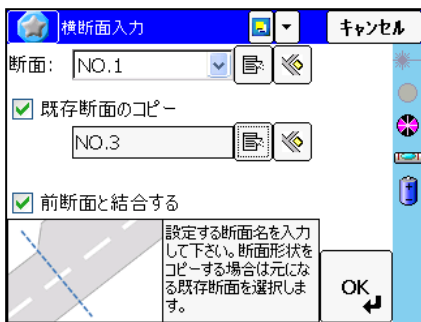 横断面入力
キャンセル
断面:
NO.1
既存断面のコピー
NO.3
前断面と結合する
設定する断面名を入力
して下さい。断面形状を
コピーする場合は元にな
る既存断面を選択しま
す。
OK